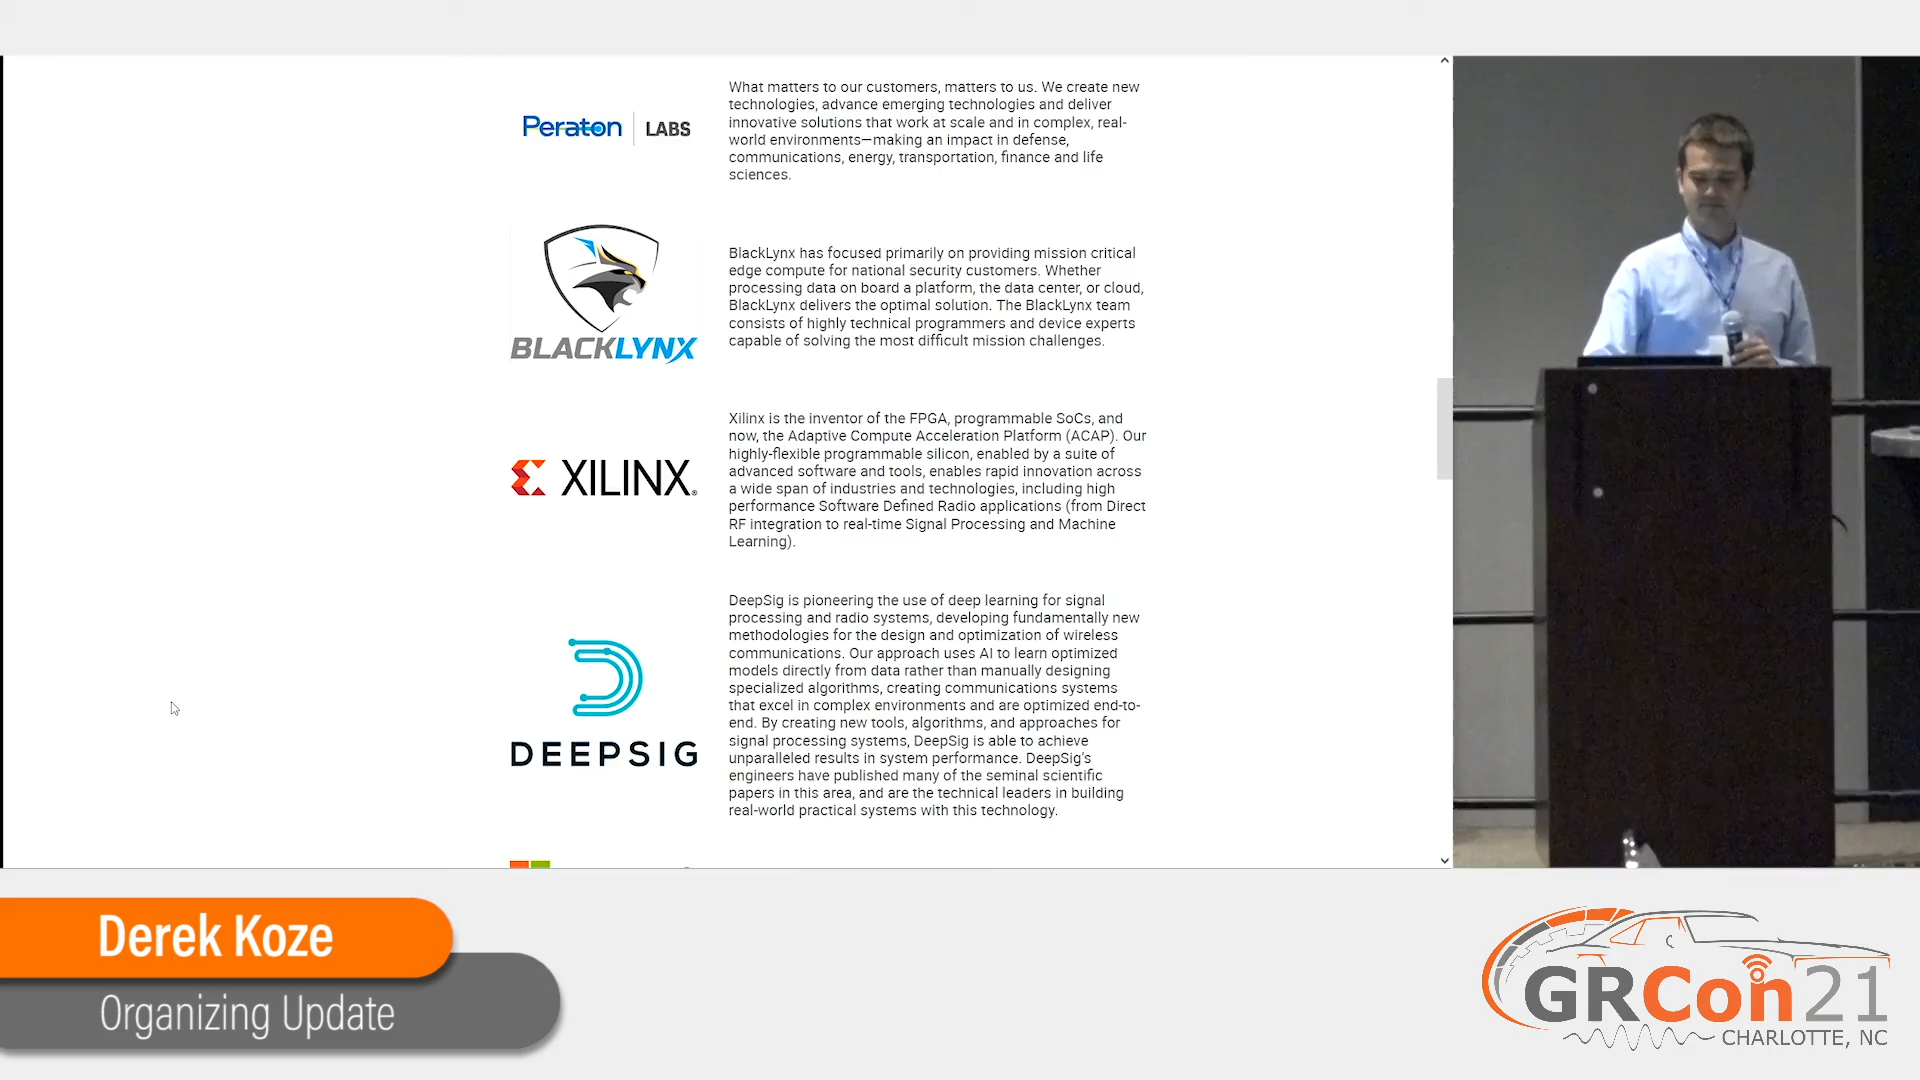 Peraton | LABS
What matters to our customers, matters to us. We create new
technologies, advance emerging technologies and deliver
innovative solutions that work at scale and in complex, real-
world environments—making an impact in defense,
communications, energy, transportation, finance and life
sciences.
BLACKLYNX
BlackLynx has focused primarily on providing mission critical
edge compute for national security customers. Whether
processing data on board a platform, the data center, or cloud,
BlackLynx delivers the optimal solution. The BlackLynx team
consists of highly technical programmers and device experts
capable of solving the most difficult mission challenges.
XILINX
Xilinx is the inventor of the FPGA, programmable SoCs, and
now, the Adaptive Compute Acceleration Platform (ACAP). Our
highly-flexible programmable silicon, enabled by a suite of
advanced software and tools, enables rapid innovation across
a wide span of industries and technologies, including high
performance Software Defined Radio applications (from Direct
RF integration to real-time Signal Processing and Machine
Learning).
DEEPSIG
DeepSig is pioneering the use of deep learning for signal
processing and radio systems, developing fundamentally new
methodologies for the design and optimization of wireless
communications. Our approach uses AI to learn optimized
models directly from data rather than manually designing
specialized algorithms, creating communications systems
that excel in complex environments and are optimized end-to-
end. By creating new tools, algorithms, and approaches for
signal processing systems, DeepSig is able to achieve
unparalleled results in system performance. DeepSig's
engineers have published many of the seminal scientific
papers in this area, and are the technical leaders in building
real-world practical systems with this technology.
Derek Koze
Organizing Update
GRCon21
CHARLOTTE, NC